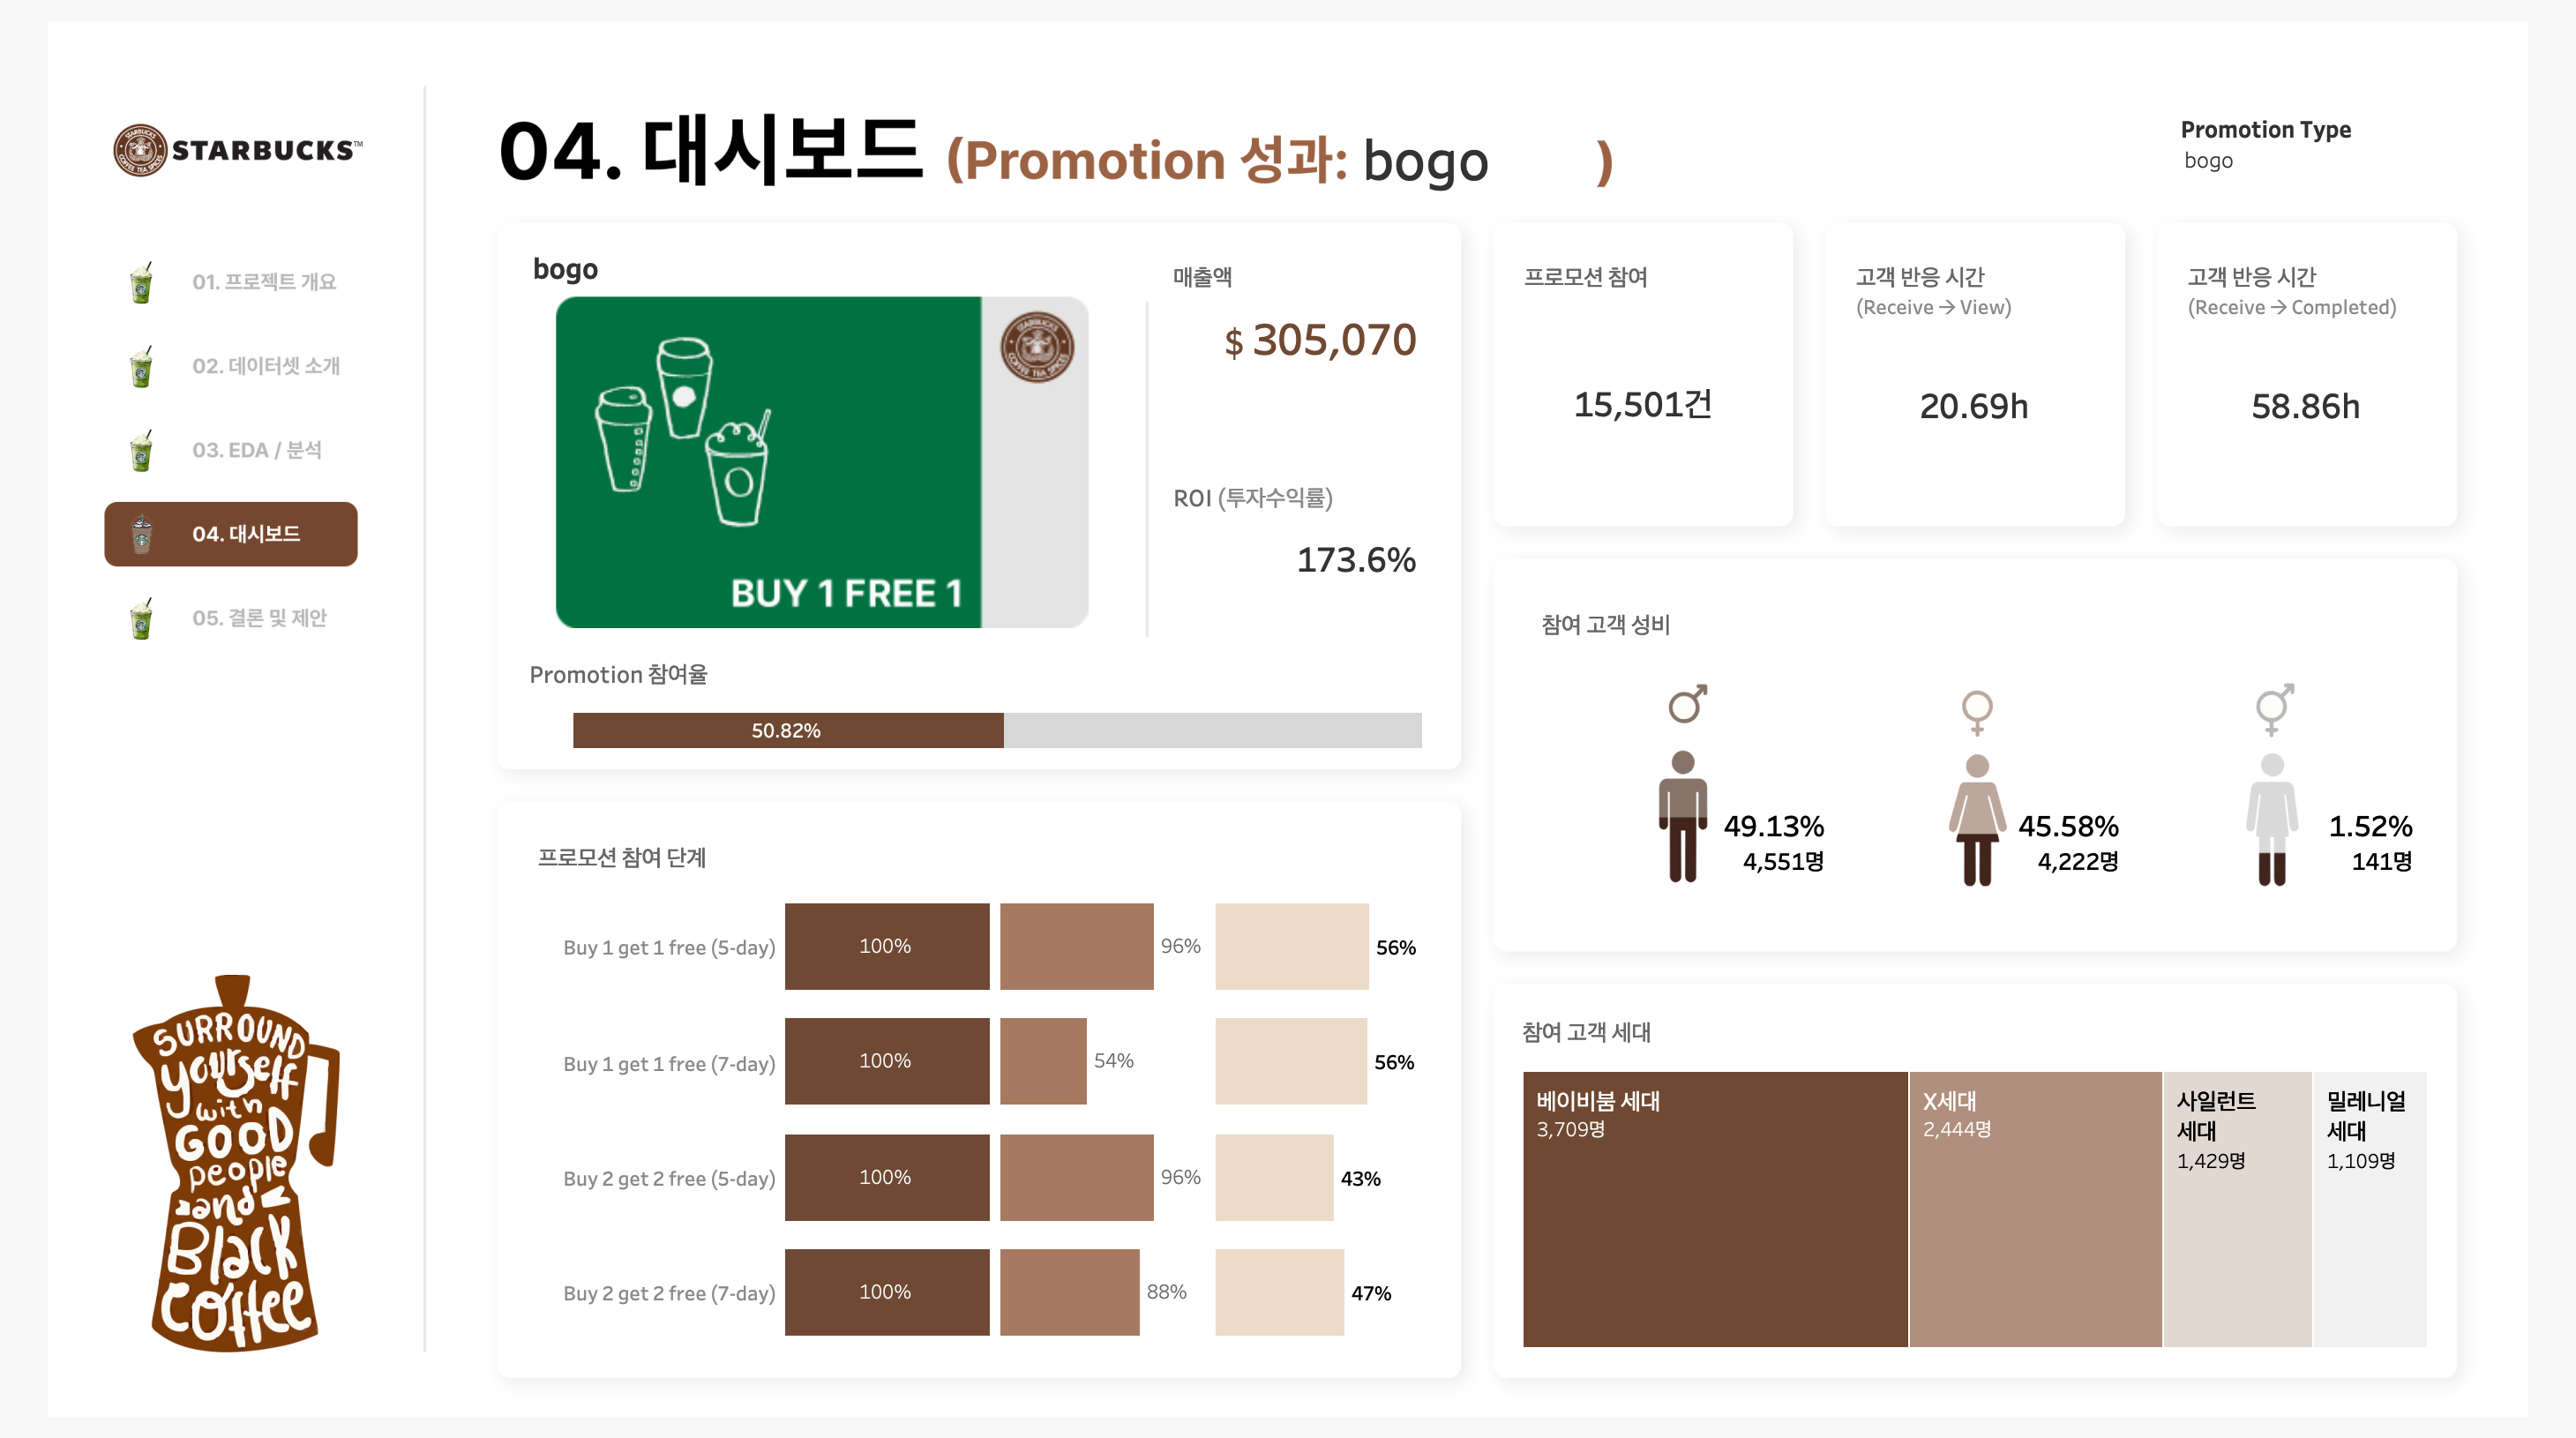 STARBUCKS™
01. 프로젝트 개요
02. 데이터셋 소개
03. EDA / 분석
04. 대시보드
05. 결론 및 제안
SURROUND
yourself
with
GOOD
people
and
Black
Coffee
04. 대시보드 (Promotion 성과: bogo )
Promotion Type
bogo
bogo
BUY 1 FREE 1
매출액
$ 305,070
ROI (투자수익률)
173.6%
Promotion 참여율
50.82%
프로모션 참여
15,501건
고객 반응 시간
(Receive → View)
20.69h
고객 반응 시간
(Receive → Completed)
58.86h
참여 고객 성비
49.13%
4,551명
45.58%
4,222명
1.52%
141명
프로모션 참여 단계
Buy 1 get 1 free (5-day) 100% 96% 56%
Buy 1 get 1 free (7-day) 100% 54% 56%
Buy 2 get 2 free (5-day) 100% 96% 43%
Buy 2 get 2 free (7-day) 100% 88% 47%
참여 고객 세대
베이비붐 세대
3,709명
X세대
2,444명
사일런트
세대
1,429명
밀레니얼
세대
1,109명